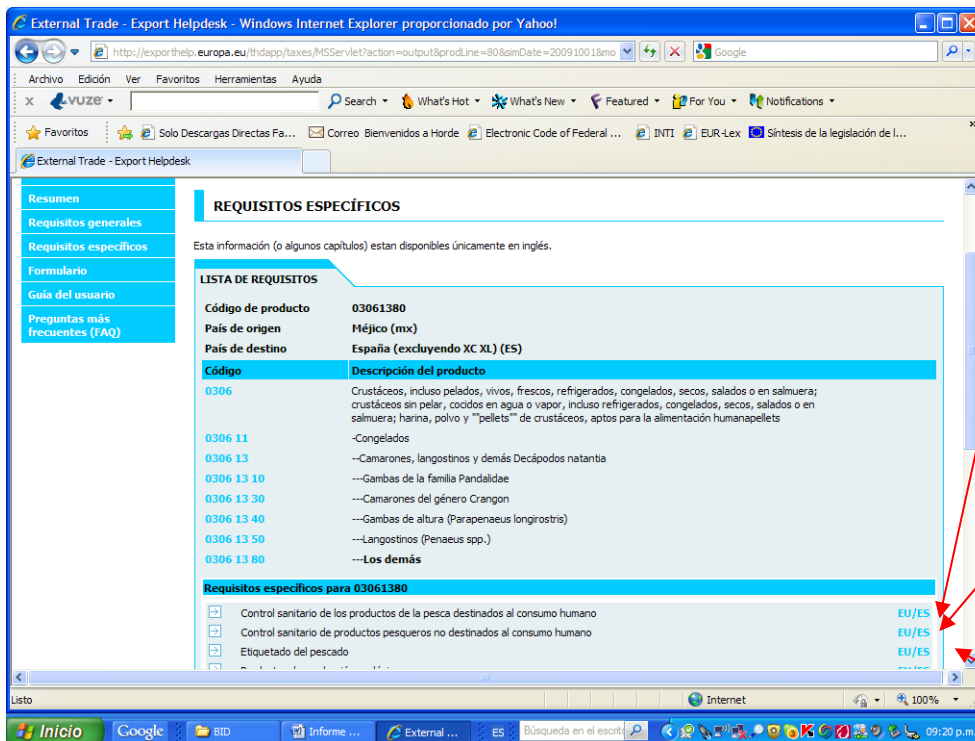 External Trade - Export Helpdesk - Windows Internet Explorer proporcionado por Yahoo!
http://exporthelp.europa.eu/thdapp/taxes/MSServlet?action=output&prodLine=80&simDate=20091001&mo
Google
Archivo Edición Ver Favoritos Herramientas Ayuda
x vuze Search What's Hot What's New Featured For You Notifications
Favoritos Solo Descargas Directas Fa... Correo Bienvenidos a Horde Electronic Code of Federal ... INTI EUR-Lex Síntesis de la legislación de l... »
External Trade - Export Helpdesk
Resumen
Requisitos generales
Requisitos específicos
Formulario
Guía del usuario
Preguntas más
frecuentes (FAQ)
REQUISITOS ESPECÍFICOS
Esta información (o algunos capítulos) estan disponibles únicamente en inglés.
LISTA DE REQUISITOS
Código de producto 03061380
País de origen Méjico (mx)
País de destino España (excluyendo XC XL) (ES)
Código Descripción del producto
0306 Crustáceos, incluso pelados, vivos, frescos, refrigerados, congelados, secos, salados o en salmuera;
crustáceos sin pelar, cocidos en agua o vapor, incluso refrigerados, congelados, secos, salados o en
salmuera; harina, polvo y ""pellets"" de crustáceos, aptos para la alimentación humanapellets
0306 11 -Congelados
0306 13 --Camarones, langostinos y demás Decápodos natantia
0306 13 10 ---Gambas de la familia Pandalidae
0306 13 30 ---Camarones del género Crangon
0306 13 40 ---Gambas de altura (Parapenaeus longirostris)
0306 13 50 ---Langostinos (Penaeus spp.)
0306 13 80 ---Los demás
Requisitos específicos para 03061380
Control sanitario de los productos de la pesca destinados al consumo humano EU/ES
Control sanitario de productos pesqueros no destinados al consumo humano EU/ES
Etiquetado del pescado EU/ES
Listo Internet 100%
Inicio Google BID Informe ... External ... ES Búsqueda en el escrit 09:20 p.m.